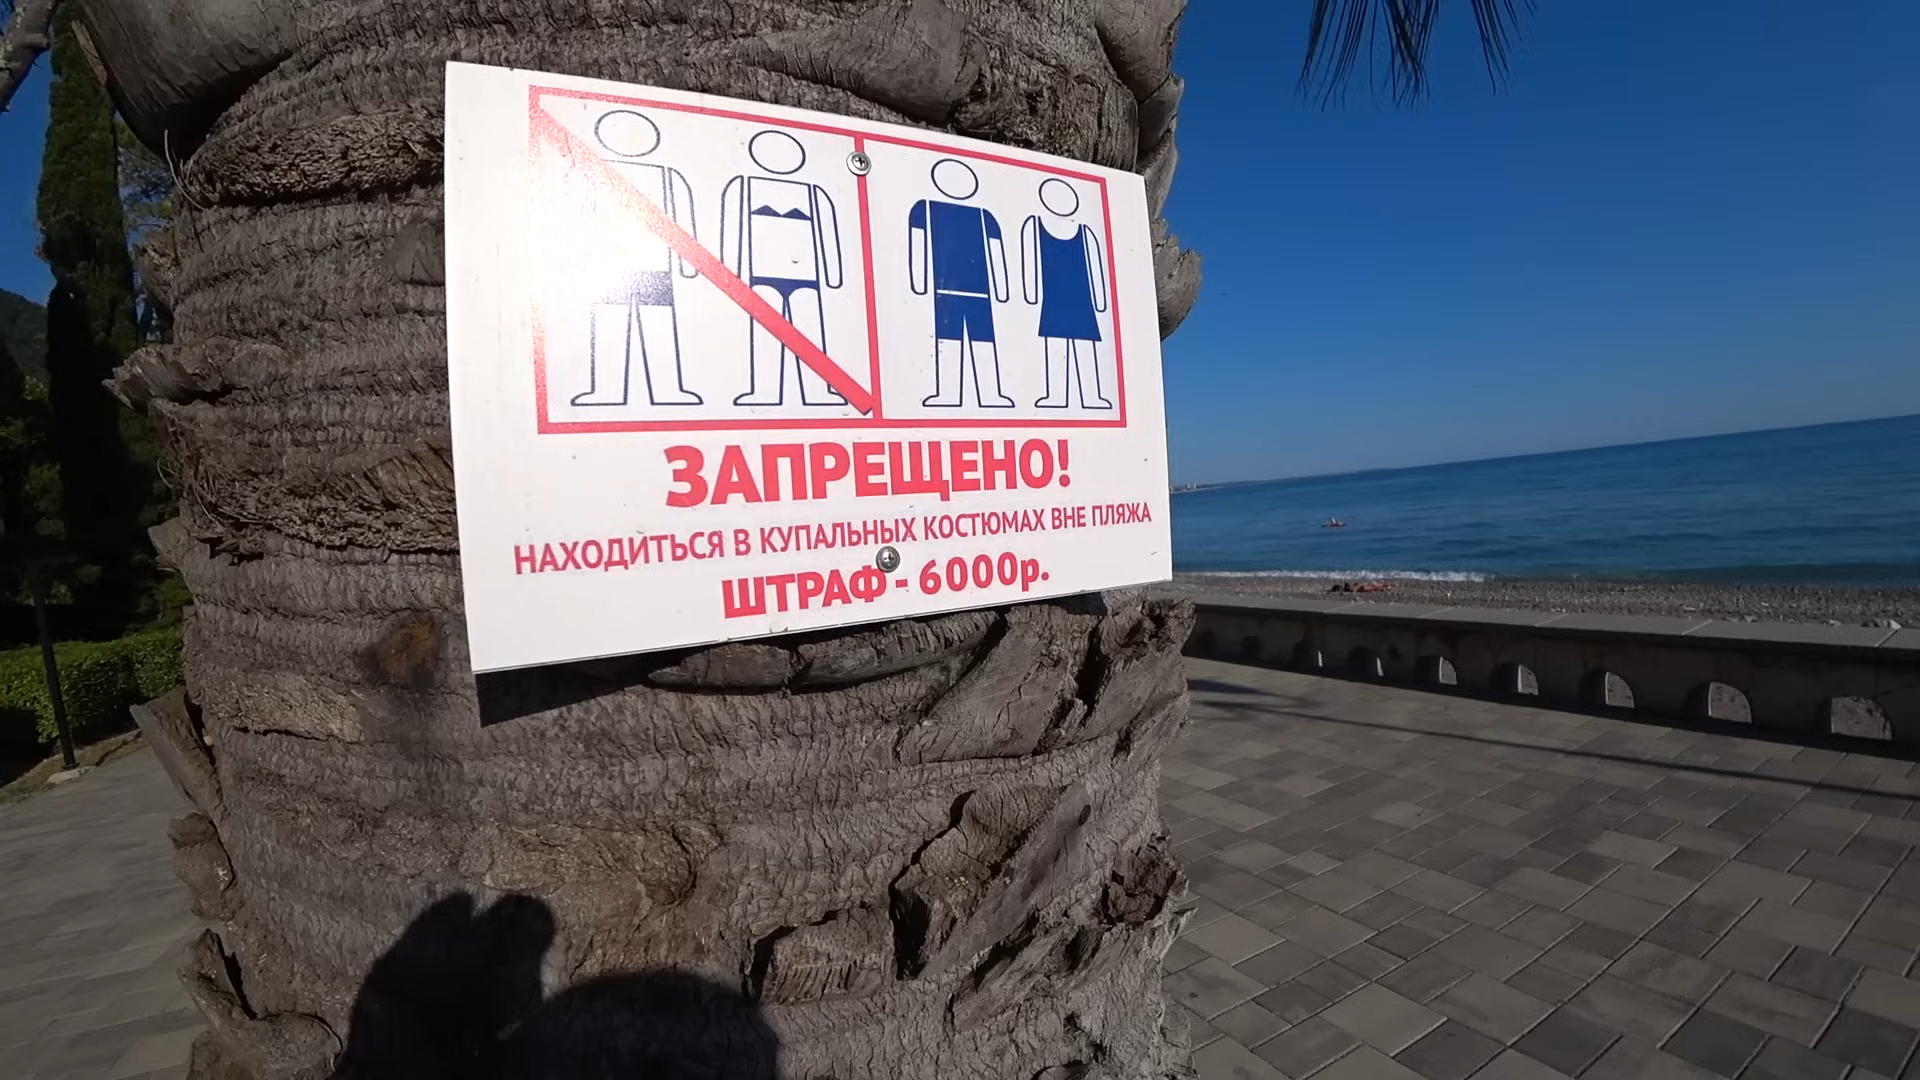 ЗАПРЕЩЕНО!
НАХОДИТЬСЯ В КУПАЛЬНЫХ КОСТЮМАХ ВНЕ ПЛЯЖА
ШТРАФ - 6000р.